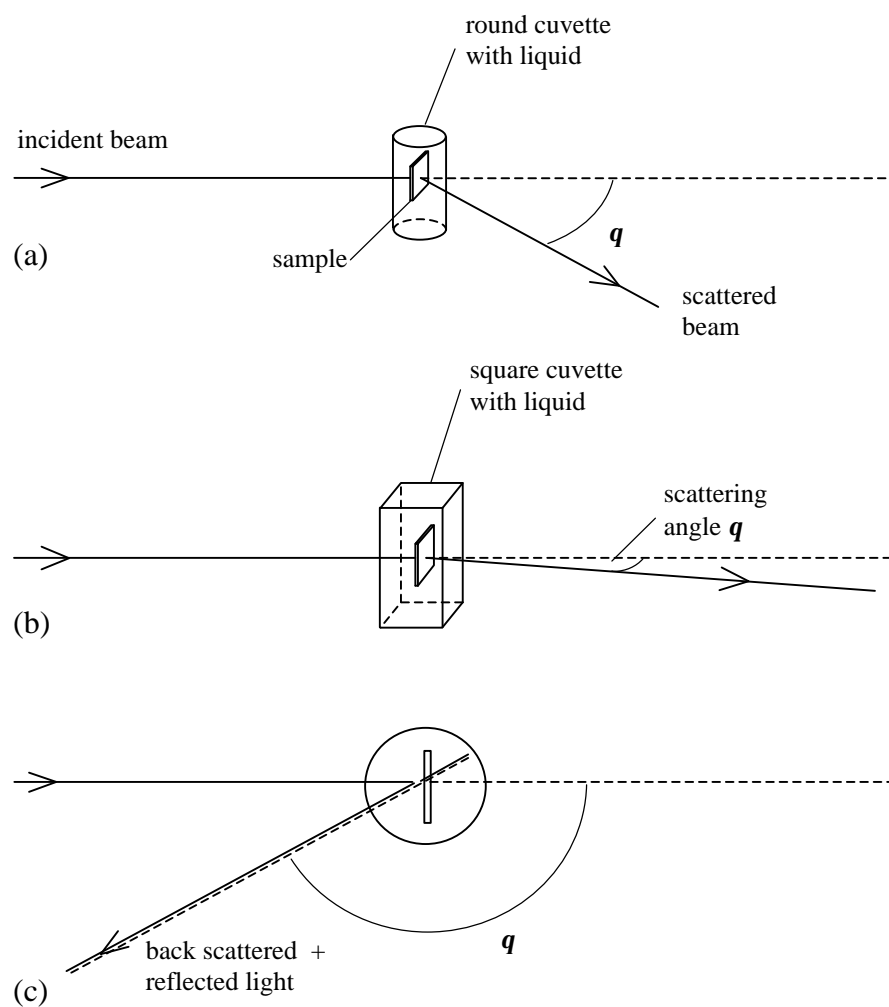 round cuvette
with liquid
incident beam
q
(a)
sample
scattered
beam
square cuvette
with liquid
scattering
angle q
(b)
q
back scattered +
reflected light
(c)